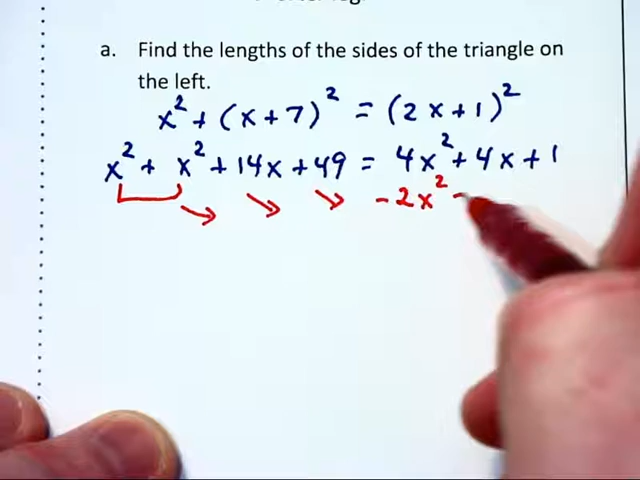 a. Find the lengths of the sides of the triangle on
the left.
x² + (x + 7)² = (2x + 1)²
x² + x² + 14x + 49 = 4x² + 4x + 1
-2x² -